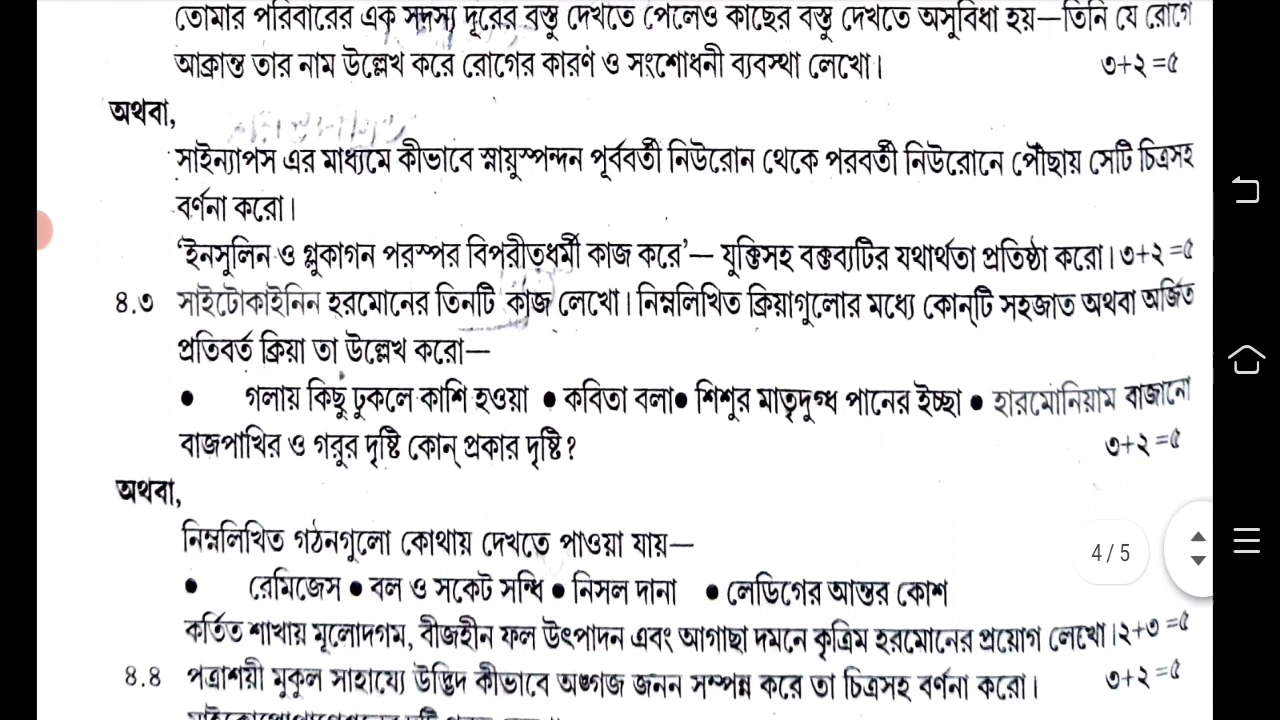 তোমার পরিবারের এক সদস্য দূরের বস্তু দেখতে পেলেও কাছের বস্তু দেখতে অসুবিধা হয়—তিনি যে রোগে
আক্রান্ত তার নাম উল্লেখ করে রোগের কারণ ও সংশোধনী ব্যবস্থা লেখো। ৩+২=৫
অথবা,
সাইন্যাপস এর মাধ্যমে কীভাবে স্নায়ুস্পন্দন পূর্ববর্তী নিউরোন থেকে পরবর্তী নিউরোনে পৌঁছায় সেটি চিত্রসহ
বর্ণনা করো।
‘ইনসুলিন ও গ্লুকাগন পরস্পর বিপরীতধর্মী কাজ করে’— যুক্তিসহ বক্তব্যটির যথার্থতা প্রতিষ্ঠা করো। ৩+২=৫
৪.৩ সাইটোকাইনিন হরমোনের তিনটি কাজ লেখো। নিম্নলিখিত ক্রিয়াগুলোর মধ্যে কোন্‌টি সহজাত অথবা অর্জিত
প্রতিবর্ত ক্রিয়া তা উল্লেখ করো—
● গলায় কিছু ঢুকলে কাশি হওয়া ● কবিতা বলা● শিশুর মাতৃদুগ্ধ পানের ইচ্ছা ● হারমোনিয়াম বাজানো
বাজপাখির ও গরুর দৃষ্টি কোন্ প্রকার দৃষ্টি? ৩+২=৫
অথবা,
নিম্নলিখিত গঠনগুলো কোথায় দেখতে পাওয়া যায়—
● রেমিজেস ● বল ও সকেট সন্ধি ● নিসল দানা ● লেডিগের আন্তর কোশ
কর্তিত শাখায় মূলোদগম, বীজহীন ফল উৎপাদন এবং আগাছা দমনে কৃত্রিম হরমোনের প্রয়োগ লেখো। ২+৩=৫
৪.৪ পত্রাশয়ী মুকুল সাহায্যে উদ্ভিদ কীভাবে অঙ্গজ জনন সম্পন্ন করে তা চিত্রসহ বর্ণনা করো। ৩+২=৫
4 / 5